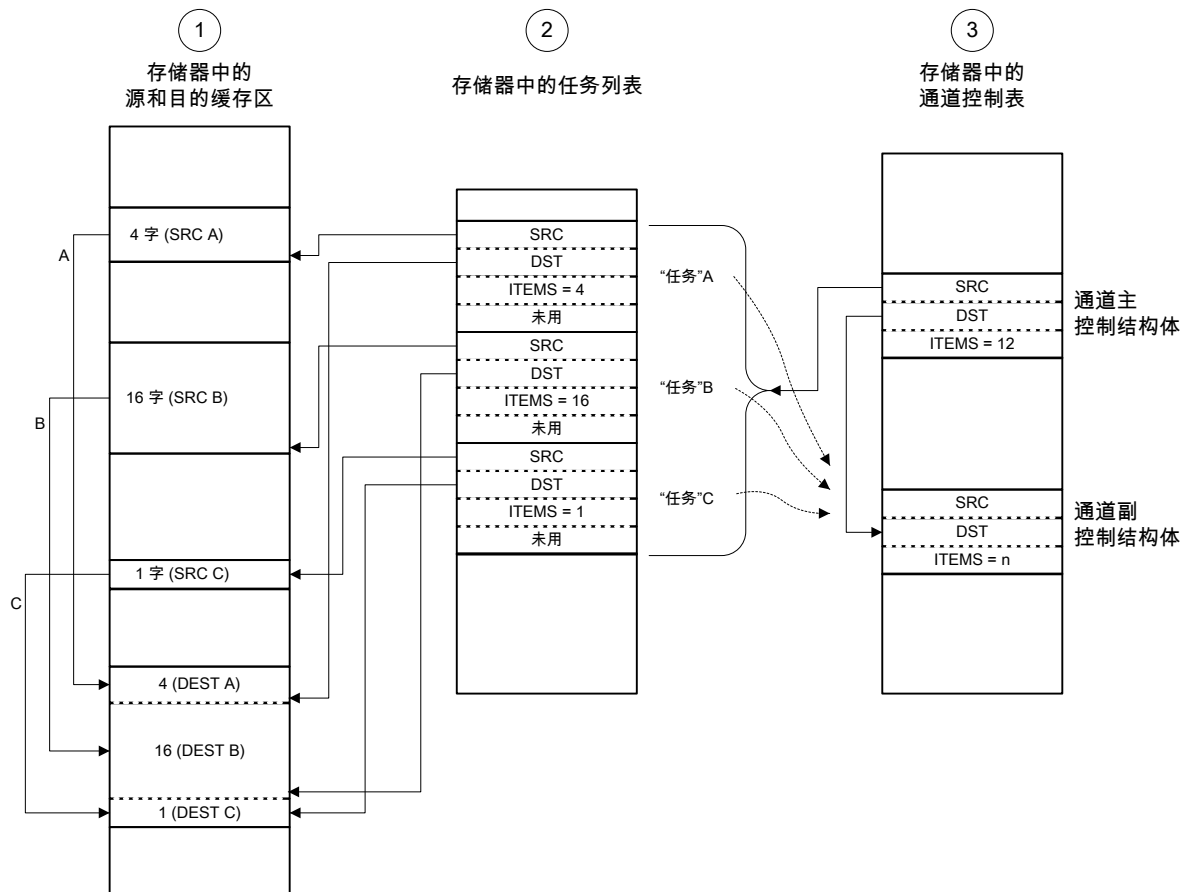 1
存储器中的
源和目的缓存区
4 字 (SRC A)
A
16 字 (SRC B)
B
1 字 (SRC C)
C
4 (DEST A)
16 (DEST B)
1 (DEST C)
2
存储器中的任务列表
SRC
DST
ITEMS = 4
未用
SRC
DST
ITEMS = 16
未用
SRC
DST
ITEMS = 1
未用
“任务”A
“任务”B
“任务”C
3
存储器中的
通道控制表
SRC
DST
ITEMS = 12
通道主
控制结构体
SRC
DST
ITEMS = n
通道副
控制结构体